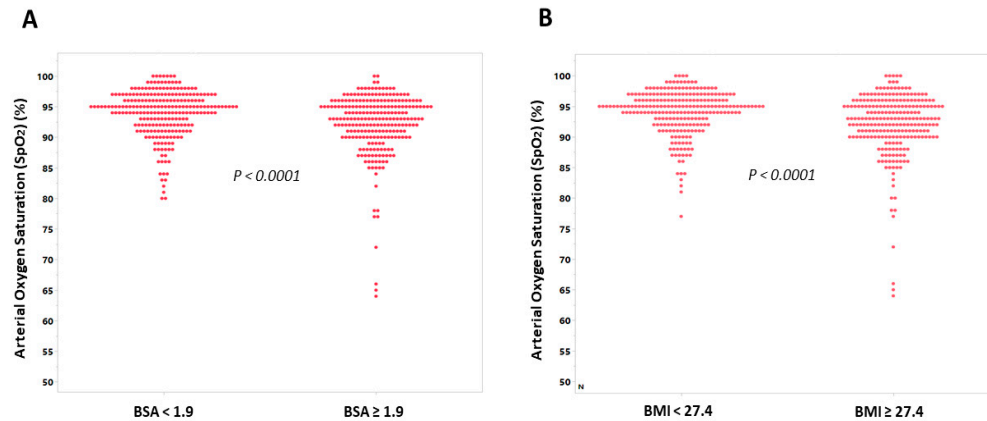 A
Arterial Oxygen Saturation (SpO2) (%)
100
95
90
85
80
75
70
65
60
55
50
P < 0.0001
BSA < 1.9
BSA ≥ 1.9
B
Arterial Oxygen Saturation (SpO2) (%)
100
95
90
85
80
75
70
65
60
55
50
P < 0.0001
N
BMI < 27.4
BMI ≥ 27.4